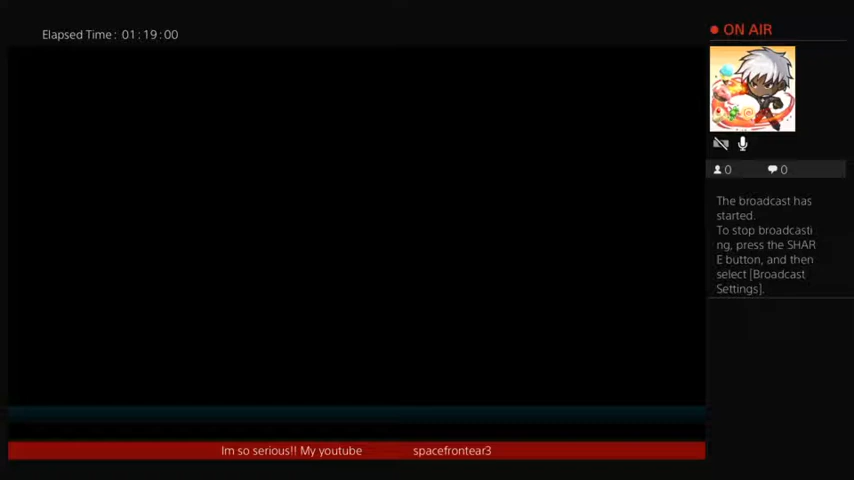 Elapsed Time: 01:19:00
ON AIR
0 0
The broadcast has
started.
To stop broadcasti
ng, press the SHAR
E button, and then
select [Broadcast
Settings].
Im so serious!! My youtube spacefrontear3